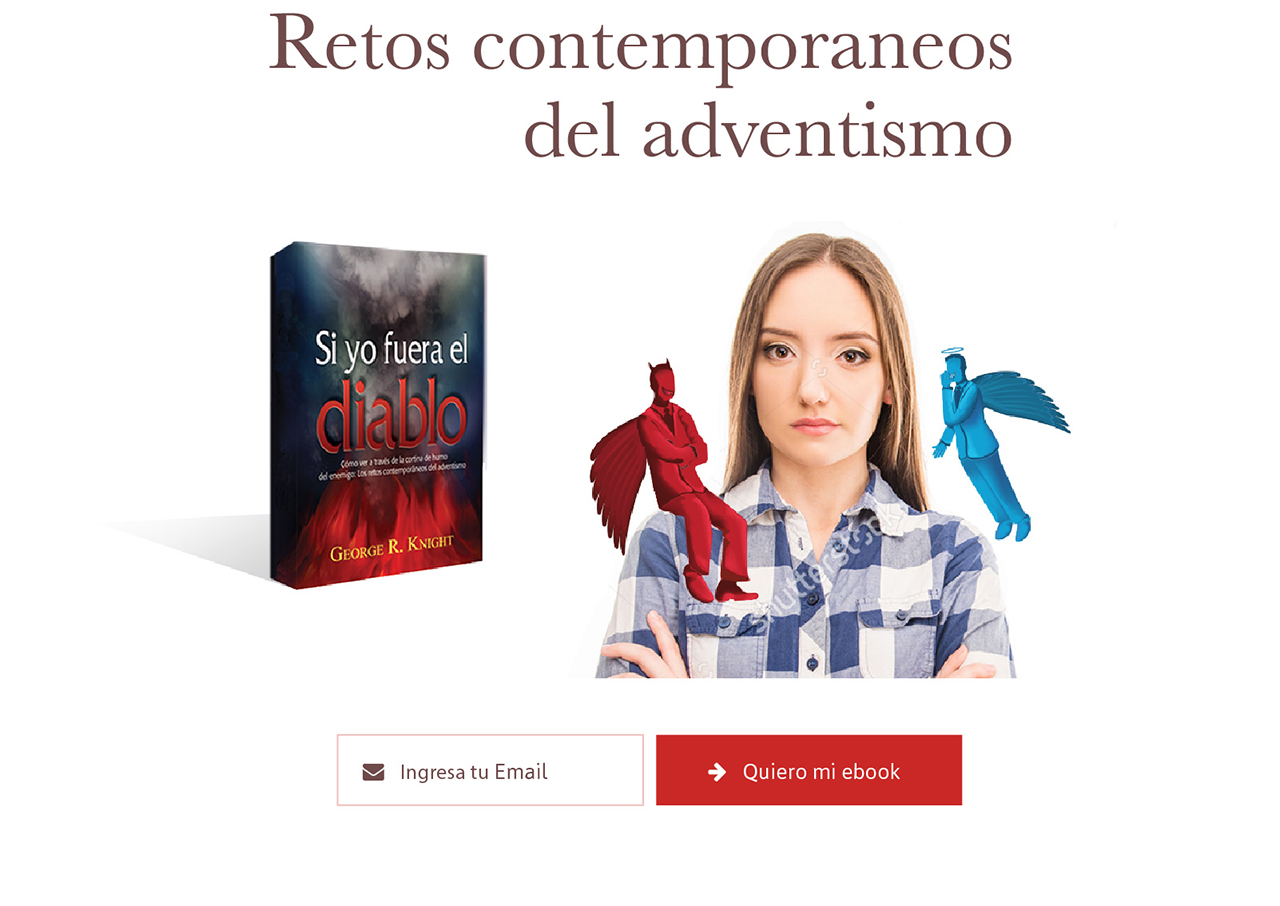 Retos contemporaneos
del adventismo
Si yo fuera el
diablo
Cómo ver a través de la cortina de humo
del enemigo: Los retos contemporáneos del adventismo
GEORGE R. KNIGHT
shutterstock
Ingresa tu Email
Quiero mi ebook